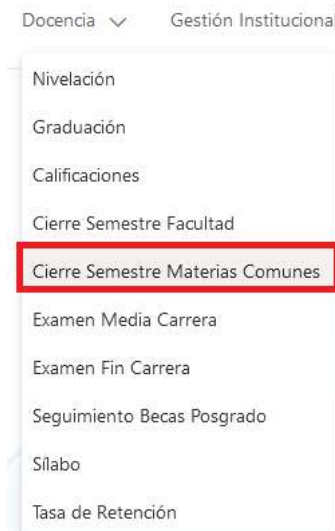 Docencia Gestión Instituciona
Nivelación
Graduación
Calificaciones
Cierre Semestre Facultad
Cierre Semestre Materias Comunes
Examen Media Carrera
Examen Fin Carrera
Seguimiento Becas Posgrado
Sílabo
Tasa de Retención